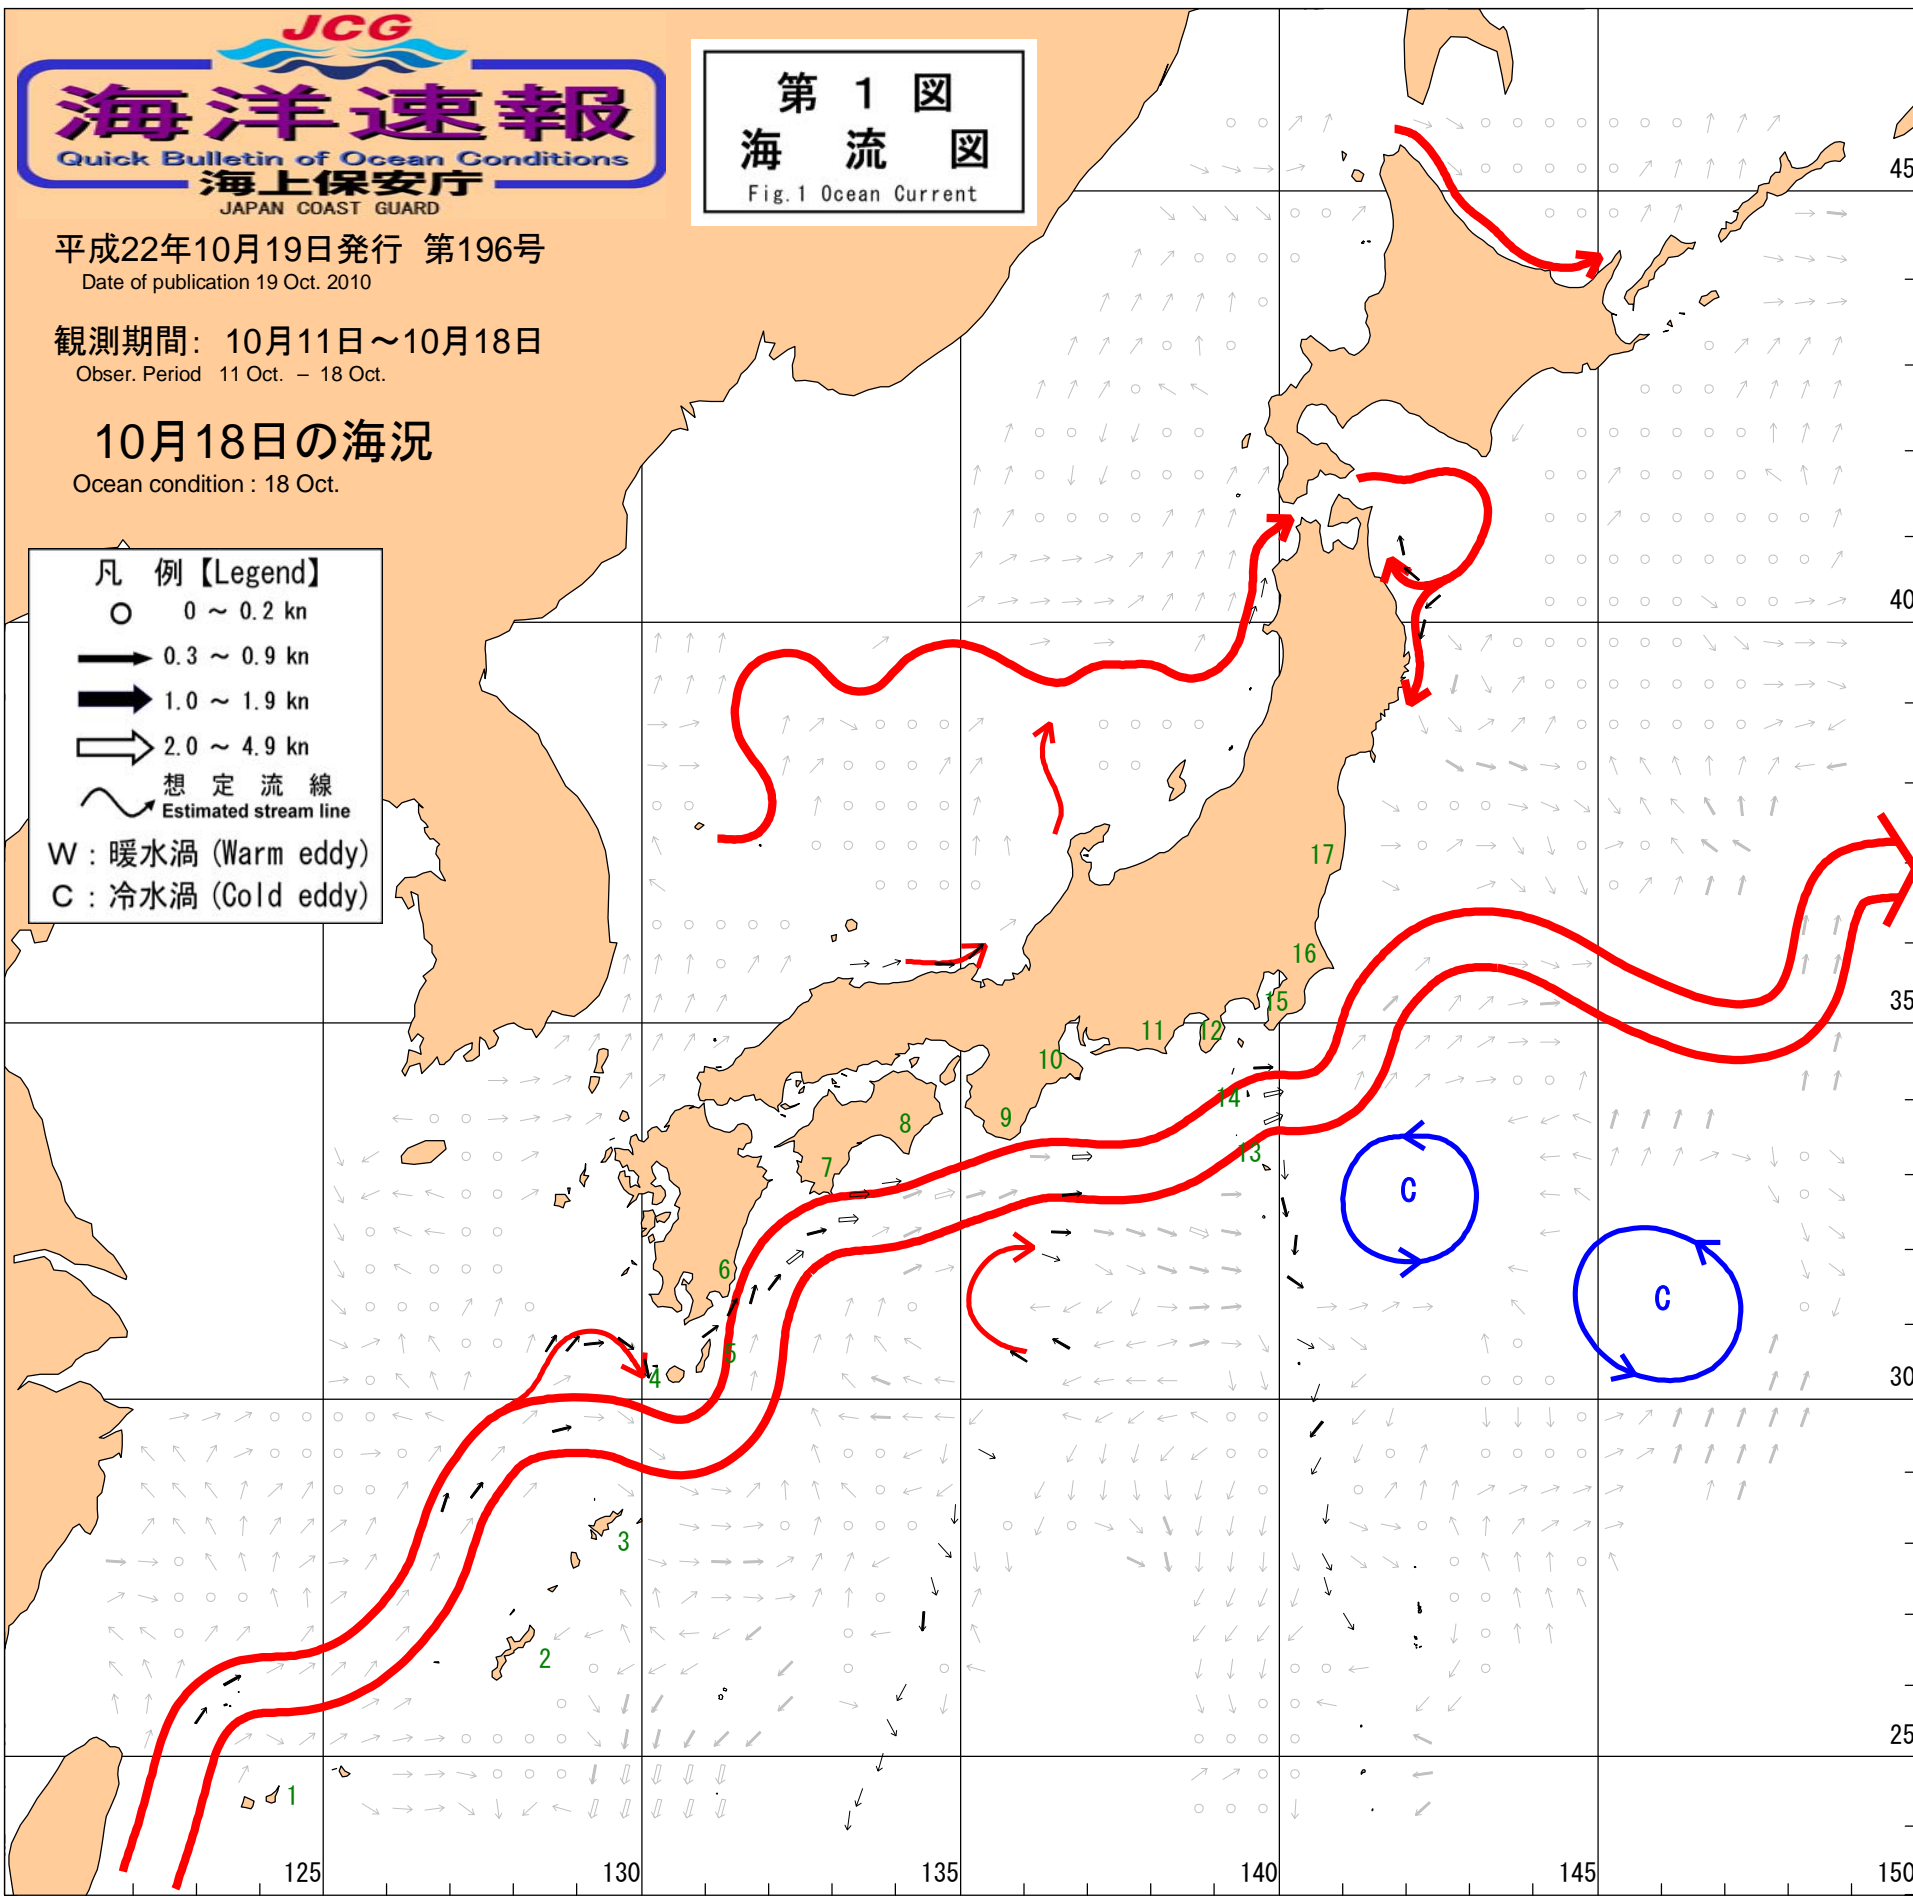 JCG
海洋速報
Quick Bulletin of Ocean Conditions
海上保安庁
JAPAN COAST GUARD
第 1 図
海 流 図
Fig.1 Ocean Current
平成22年10月19日発行 第196号
Date of publication 19 Oct. 2010
観測期間: 10月11日～10月18日
Obser. Period 11 Oct. – 18 Oct.
10月18日の海況
Ocean condition : 18 Oct.
凡 例【Legend】
0 ～ 0.2 kn
0.3 ～ 0.9 kn
1.0 ～ 1.9 kn
2.0 ～ 4.9 kn
想 定 流 線
Estimated stream line
W : 暖水渦 (Warm eddy)
C : 冷水渦 (Cold eddy)
45
40
17
16
35
15
11
12
10
14
9
8
13
7
C
6
C
5
4
30
3
2
25
1
125
130
135
140
145
150